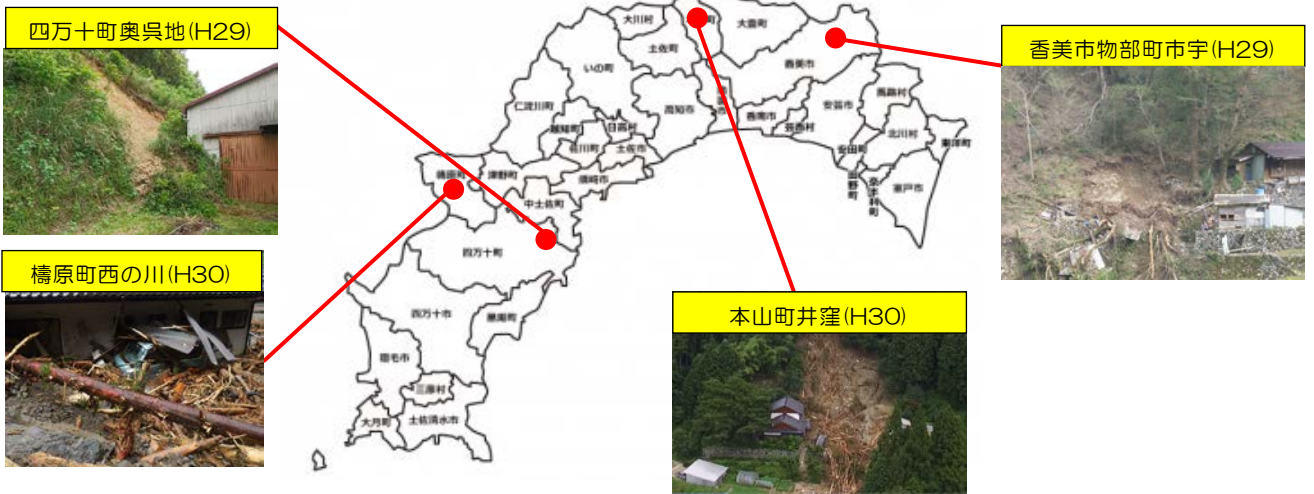 四万十町奥呉地(H29)
香美市物部町市宇(H29)
檮原町西の川(H30)
本山町井窪(H30)
大川村
土佐町
大豊町
いの町
香美市
仁淀川町
高知市
馬路村
安芸市
越知町
日高村
香南市
芸西村
北川村
佐川町
土佐市
安田町
東洋町
檮原町
津野町
須崎市
田野町
奈半利町
室戸市
中土佐町
四万十町
四万十市
黒潮町
宿毛市
三原村
大月町
土佐清水市